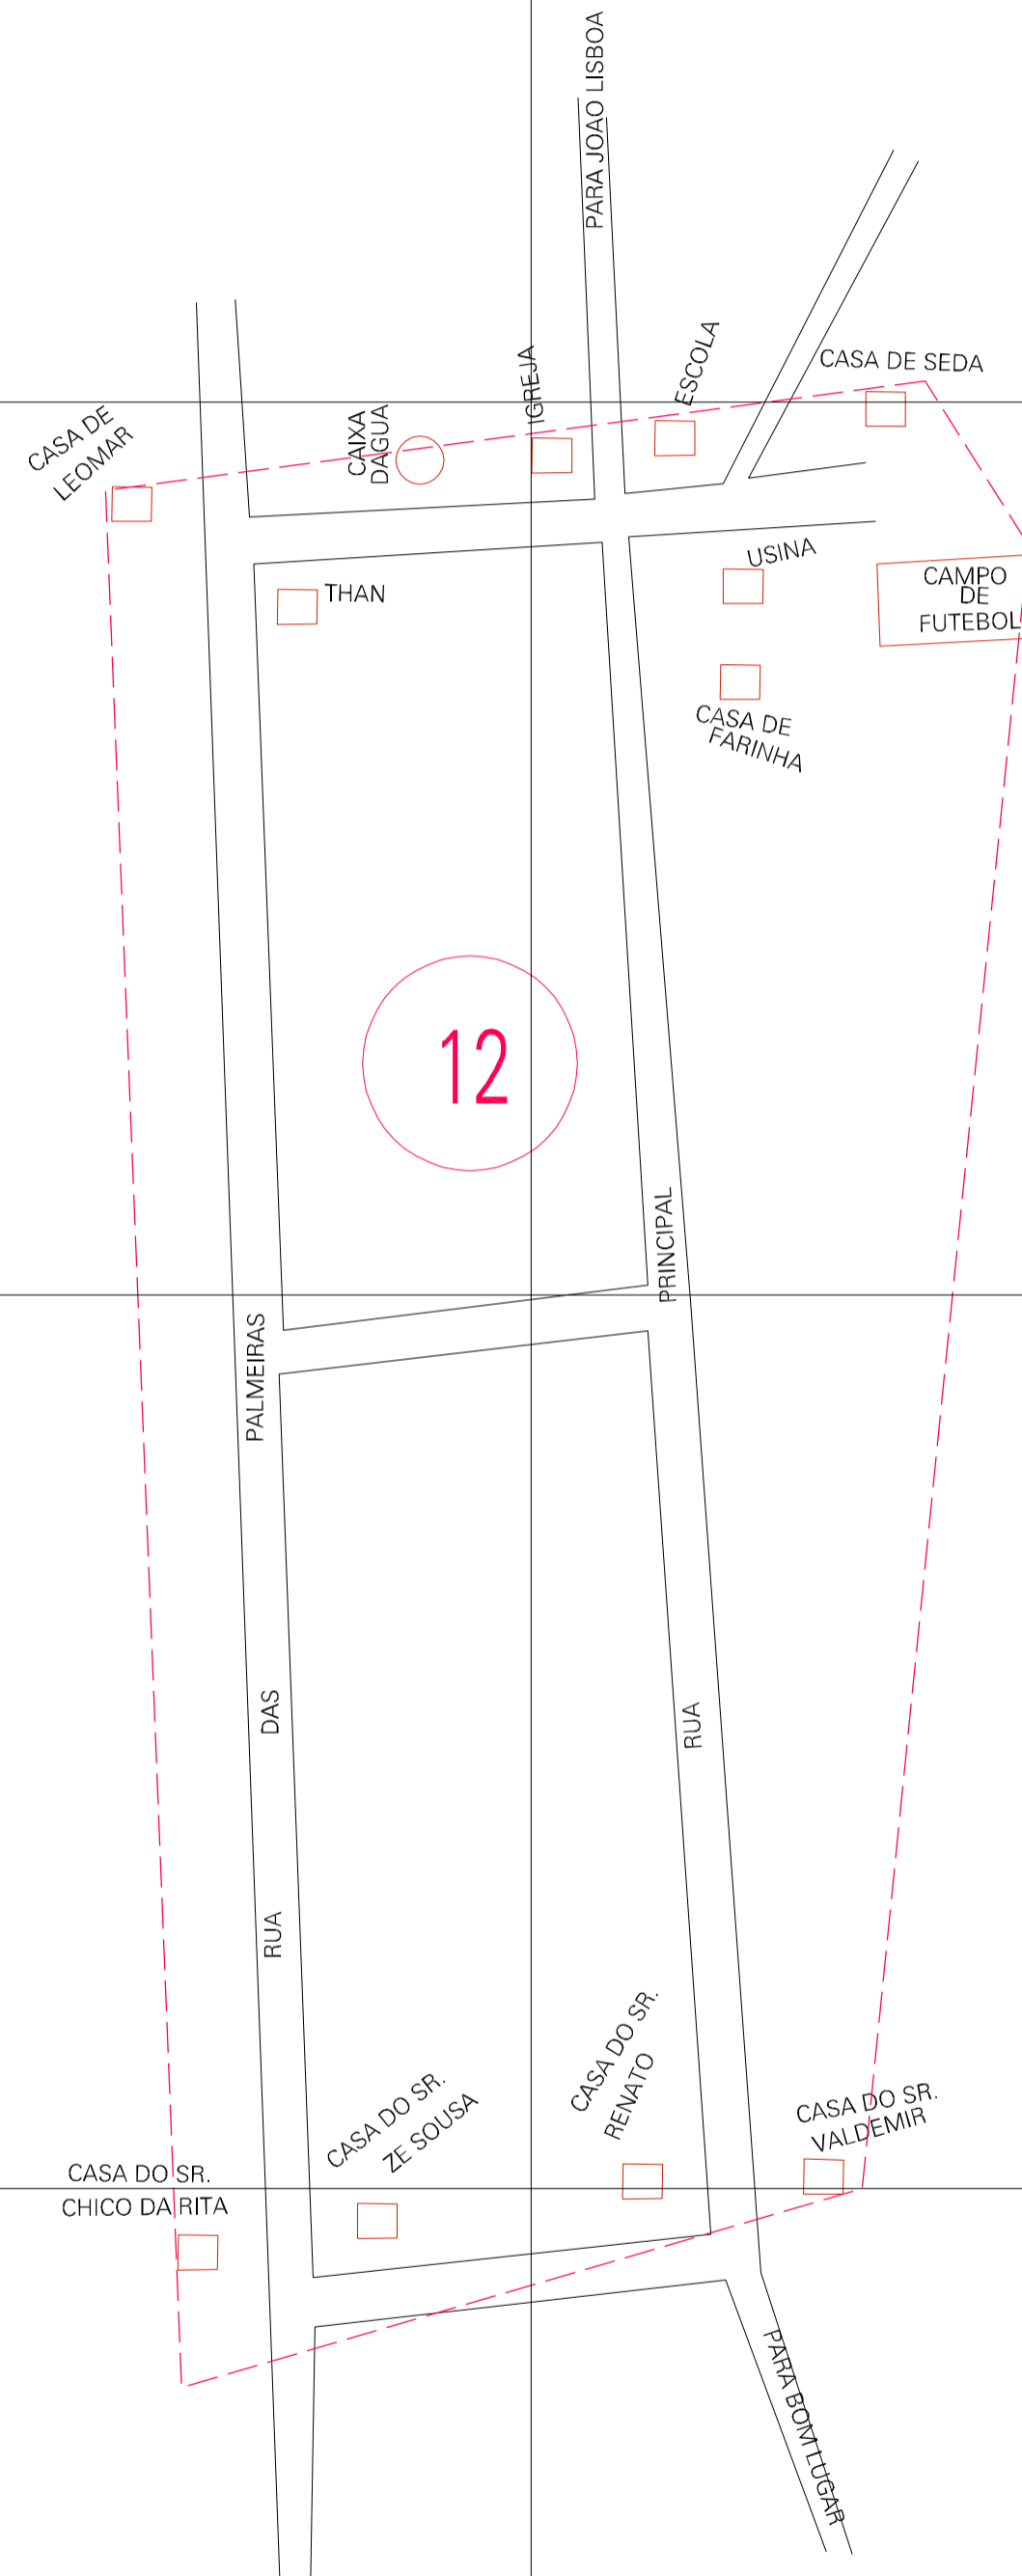 PARA JOAO LISBOA
CASA DE SEDA
ESCOLA
IGREJA
CAIXA
DAGUA
CASA DE
LEOMAR
USINA
THAN
CAMPO
DE
FUTEBOL
CASA DE
FARINHA
12
RUA PRINCIPAL
RUA DAS PALMEIRAS
CASA DO SR.
RENATO
CASA DO SR.
ZE SOUSA
CASA DO SR.
VALDEMIR
CASA DO SR.
CHICO DA RITA
PARA BOM LUGAR